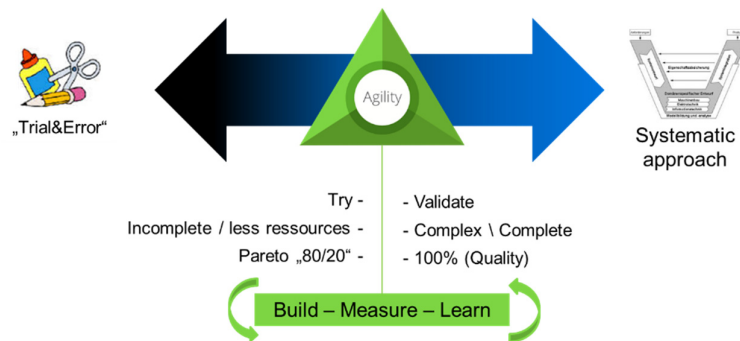 Agility
„Trial&Error“
Eigenschaftsabsicherung
Systematic
approach
Try -
- Validate
Incomplete / less ressources -
- Complex \ Complete
Pareto „80/20“ -
- 100% (Quality)
Build – Measure – Learn